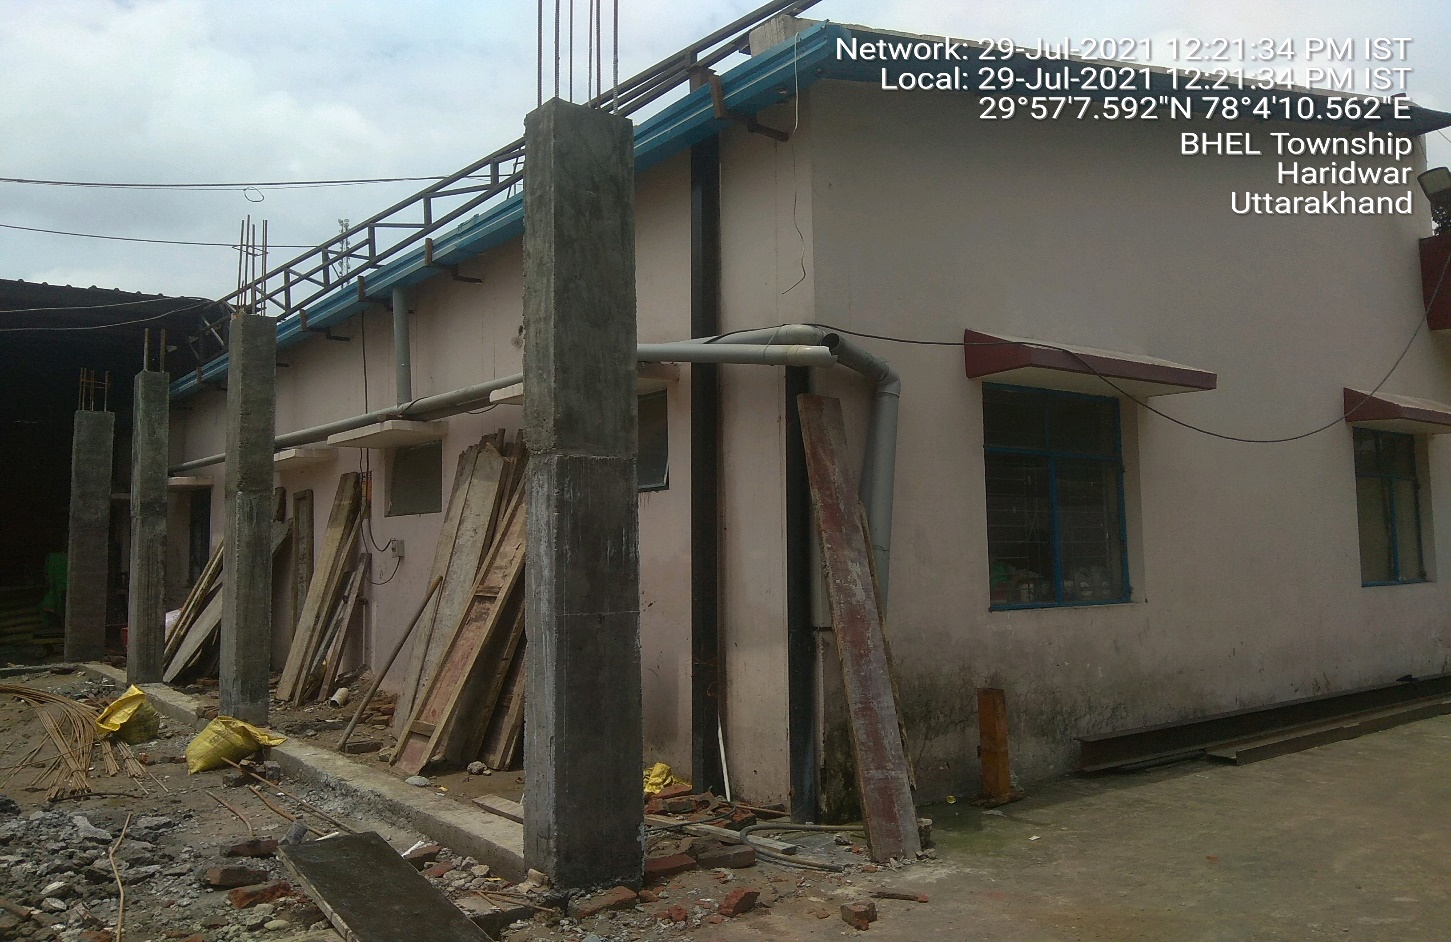 Network: 29-Jul-2021 12:21:34 PM IST
Local: 29-Jul-2021 12:21:34 PM IST
29°57'7.592"N 78°4'10.562"E
BHEL Township
Haridwar
Uttarakhand